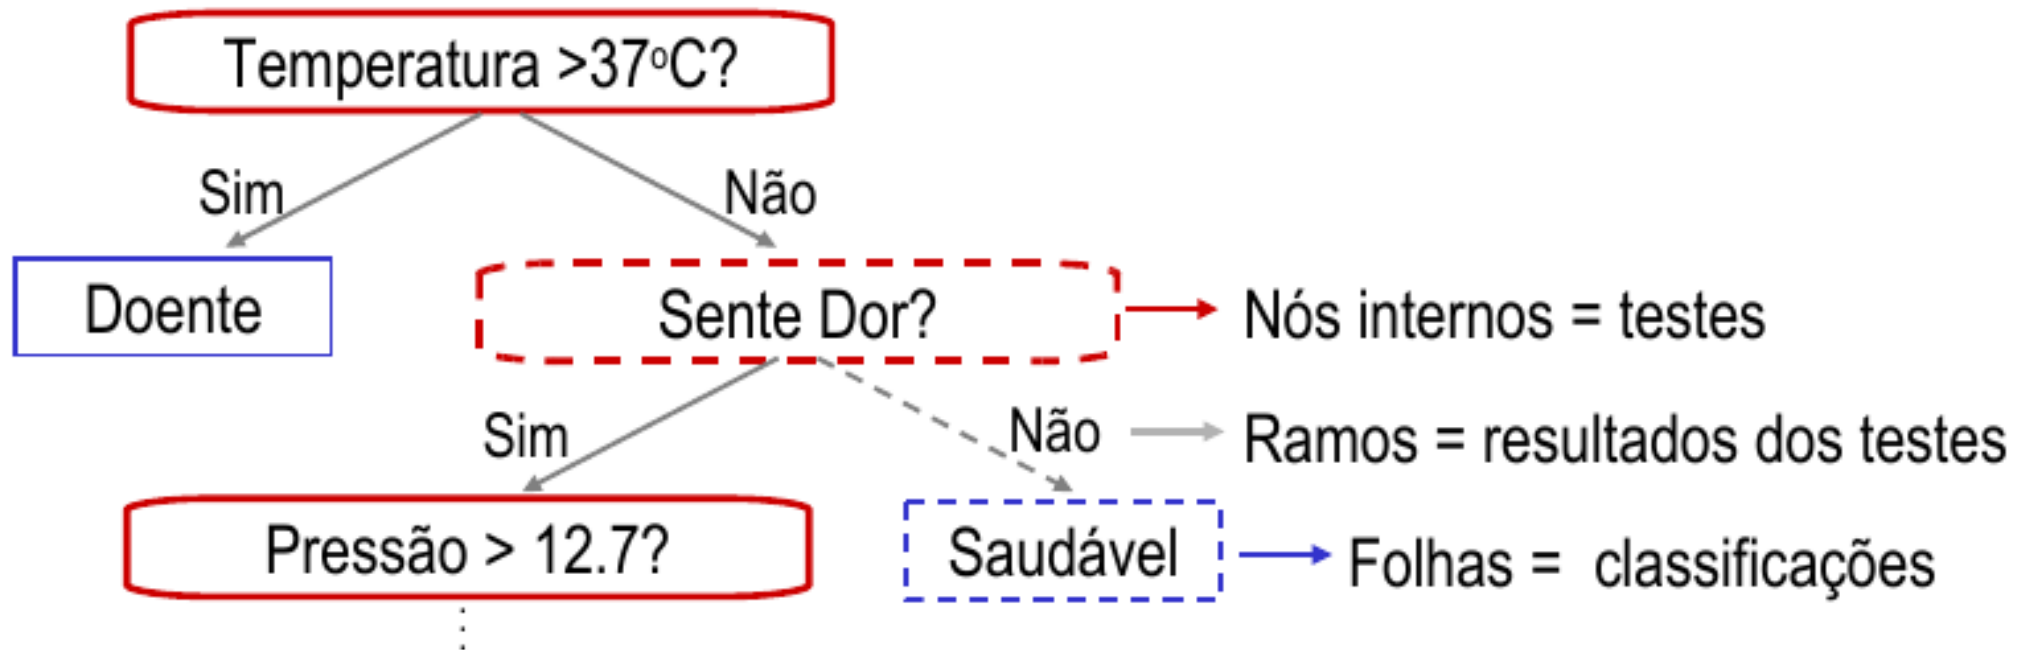 Temperatura >37ºC?
Sim
Não
Doente
Sente Dor?
Nós internos = testes
Sim
Não
Ramos = resultados dos testes
Pressão > 12.7?
Saudável
Folhas = classificações